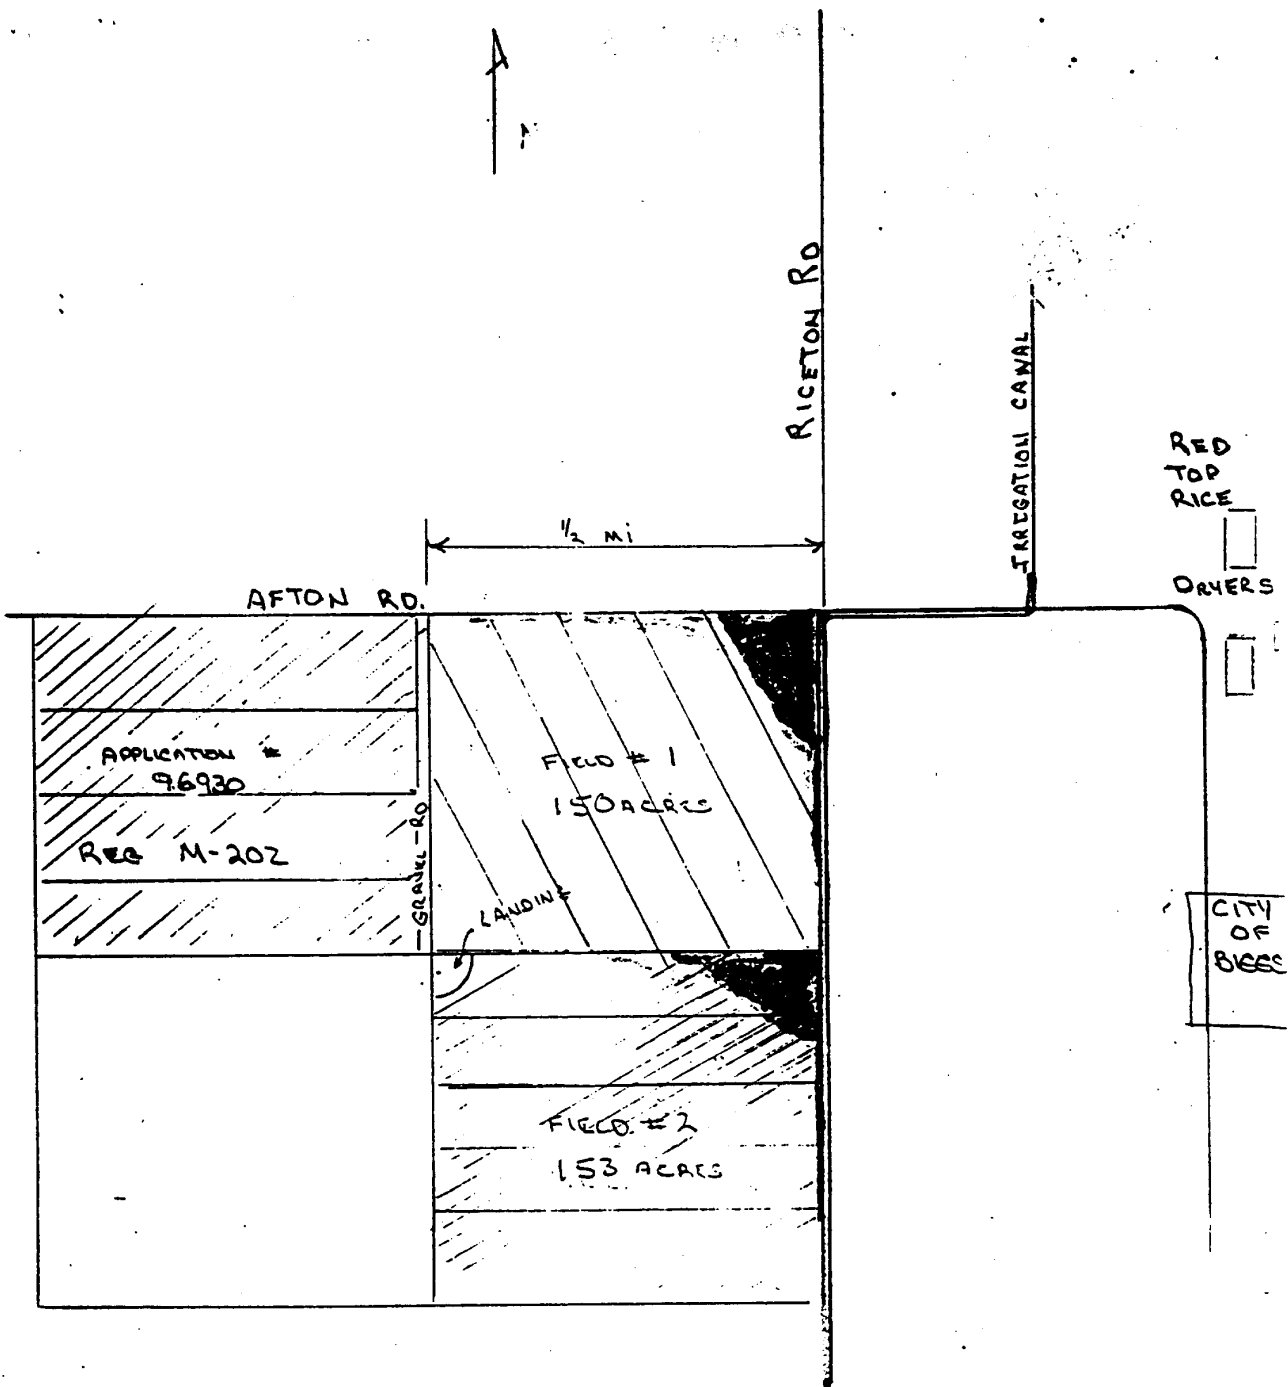 N
RICETON RD
IRRIGATION CANAL
RED
TOP
RICE
DRYERS
1/2 Mi
AFTON RD.
APPLICATION #
96930
REG M-202
GRAVEL RD
FIELD # 1
150 ACRES
LANDING
FIELD # 2
153 ACRES
CITY
OF